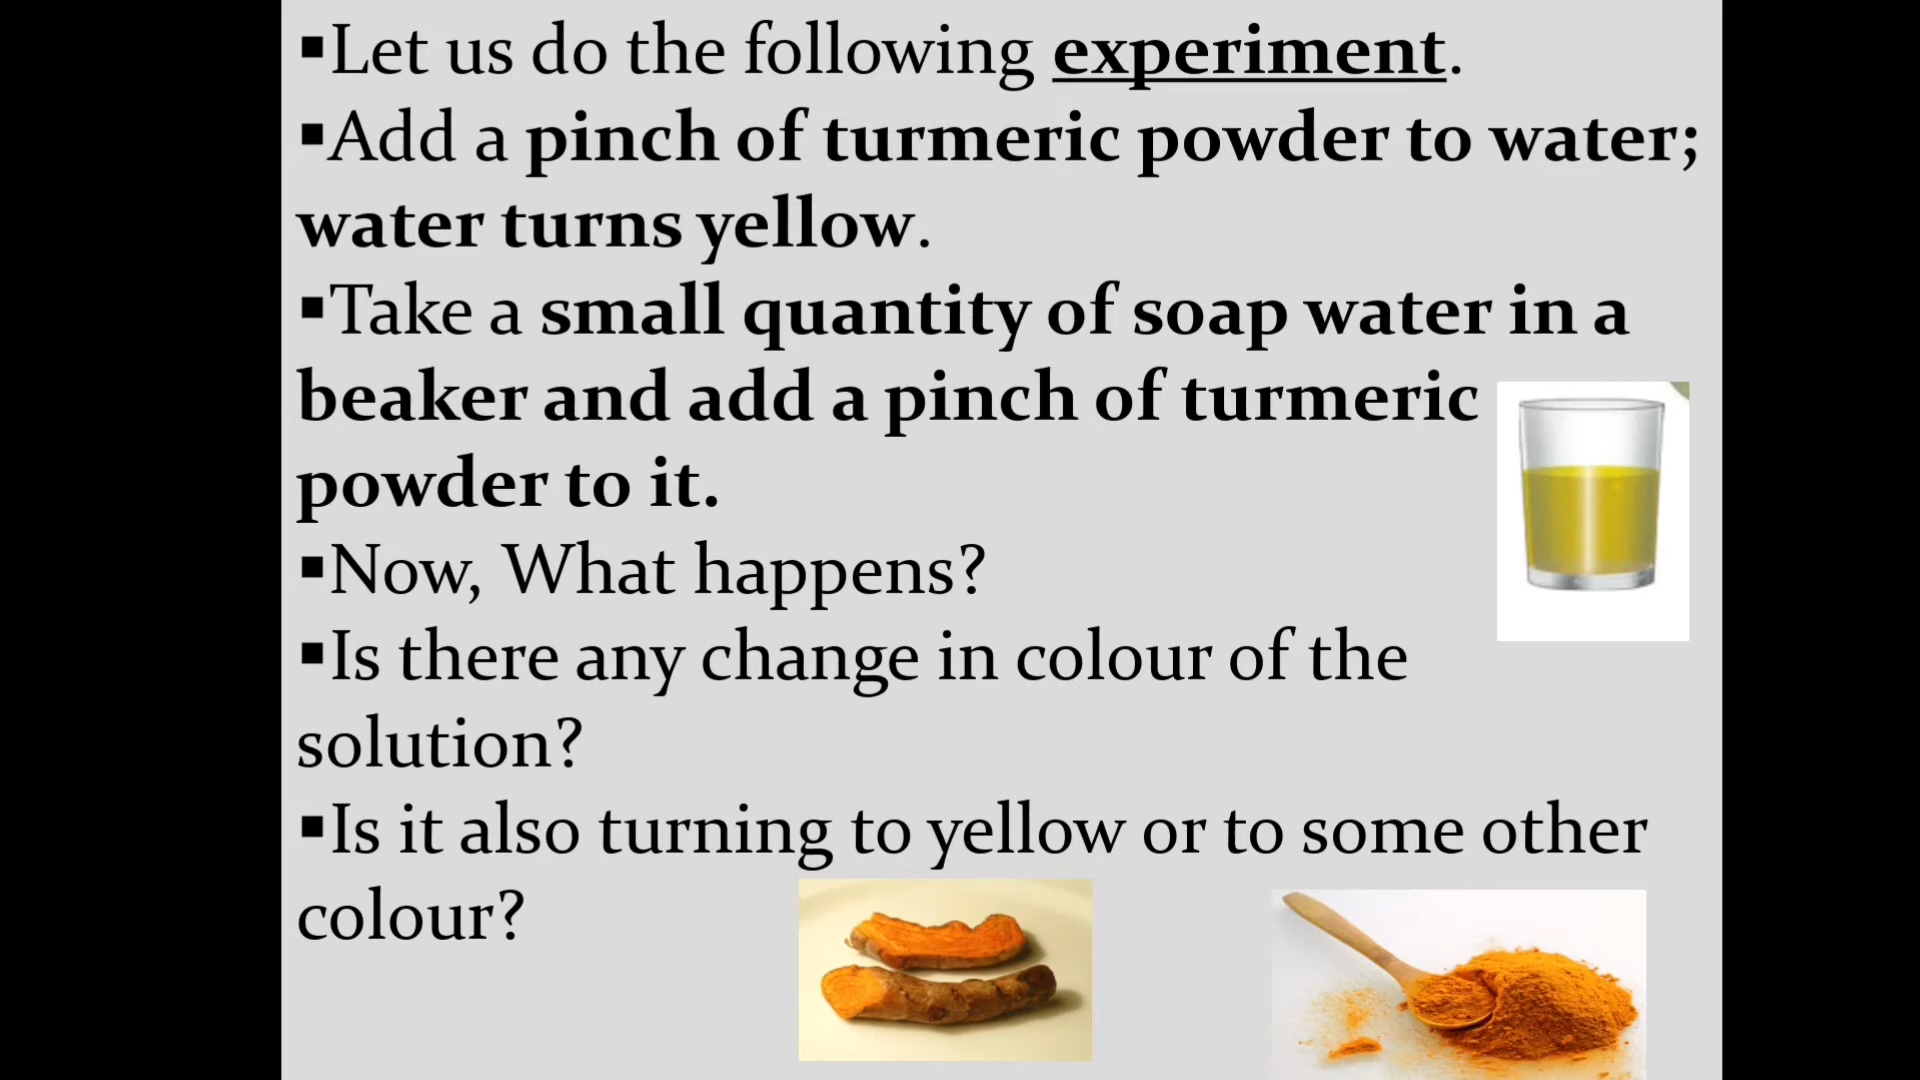 ▪Let us do the following experiment.
▪Add a pinch of turmeric powder to water;
water turns yellow.
▪Take a small quantity of soap water in a
beaker and add a pinch of turmeric
powder to it.
▪Now, What happens?
▪Is there any change in colour of the
solution?
▪Is it also turning to yellow or to some other
colour?